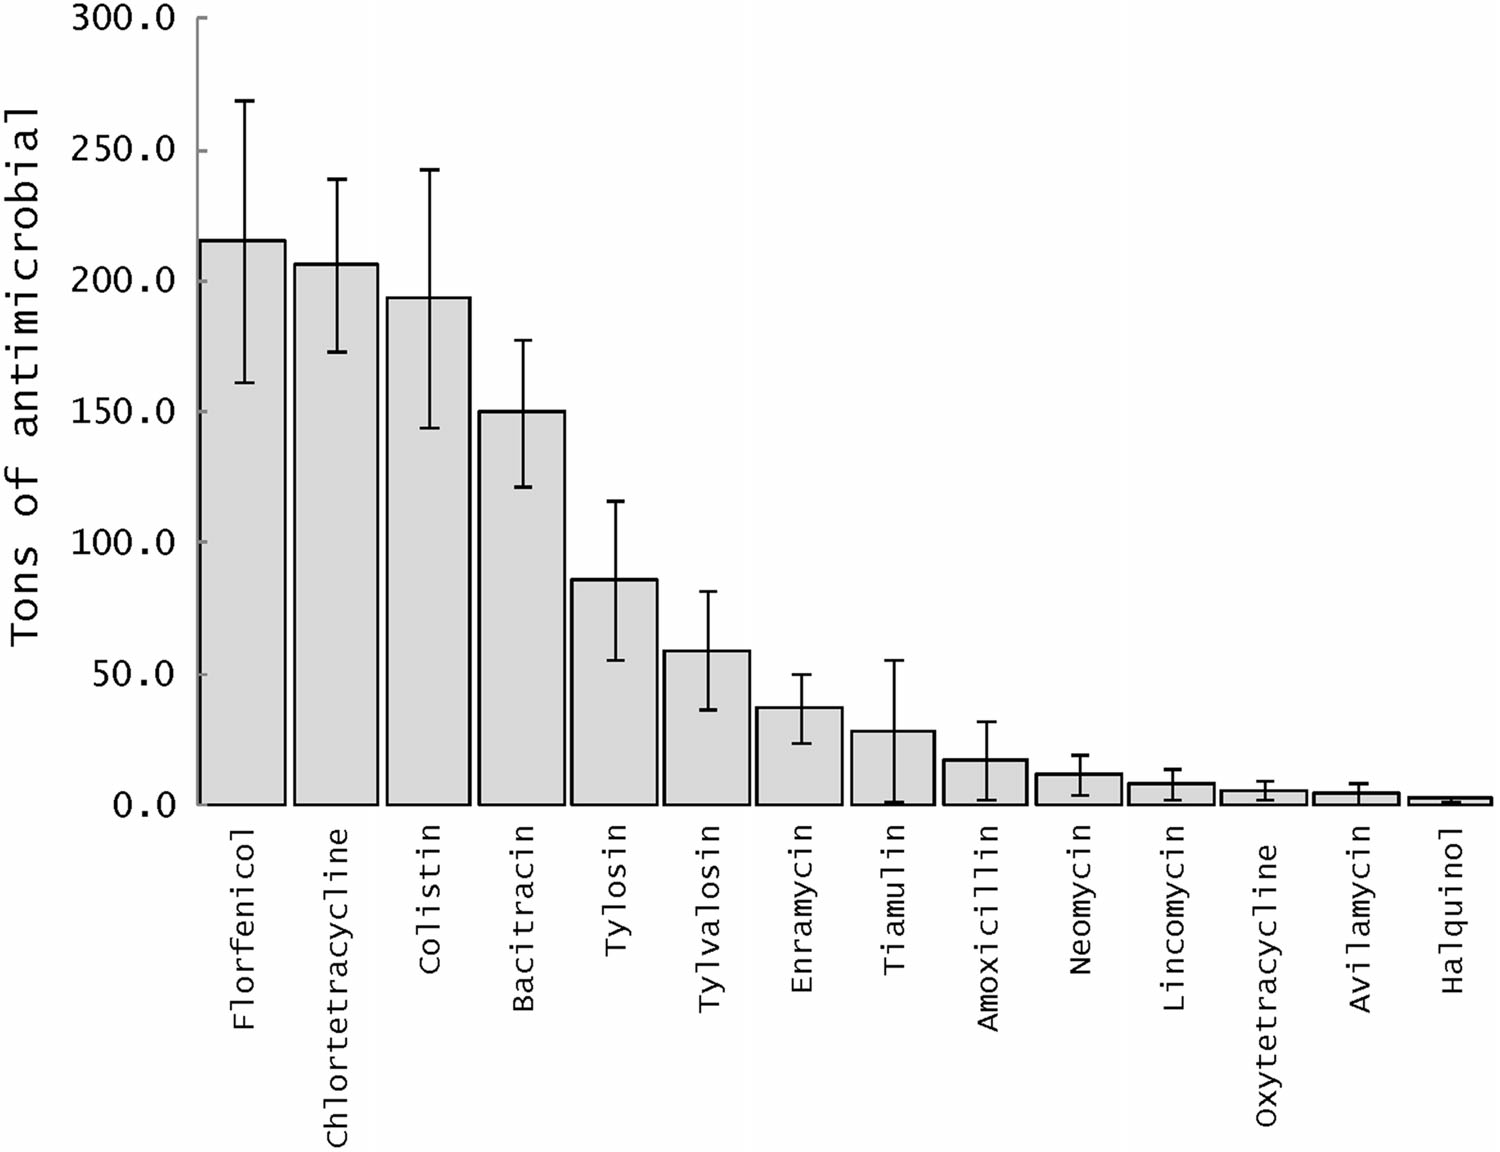 Tons of antimicrobial
300.0
250.0
200.0
150.0
100.0
50.0
0.0
Florfenicol
Chlortetracycline
Colistin
Bacitracin
Tylosin
Tylvalosin
Enramycin
Tiamulin
Amoxicillin
Neomycin
Lincomycin
Oxytetracycline
Avilamycin
Halquinol